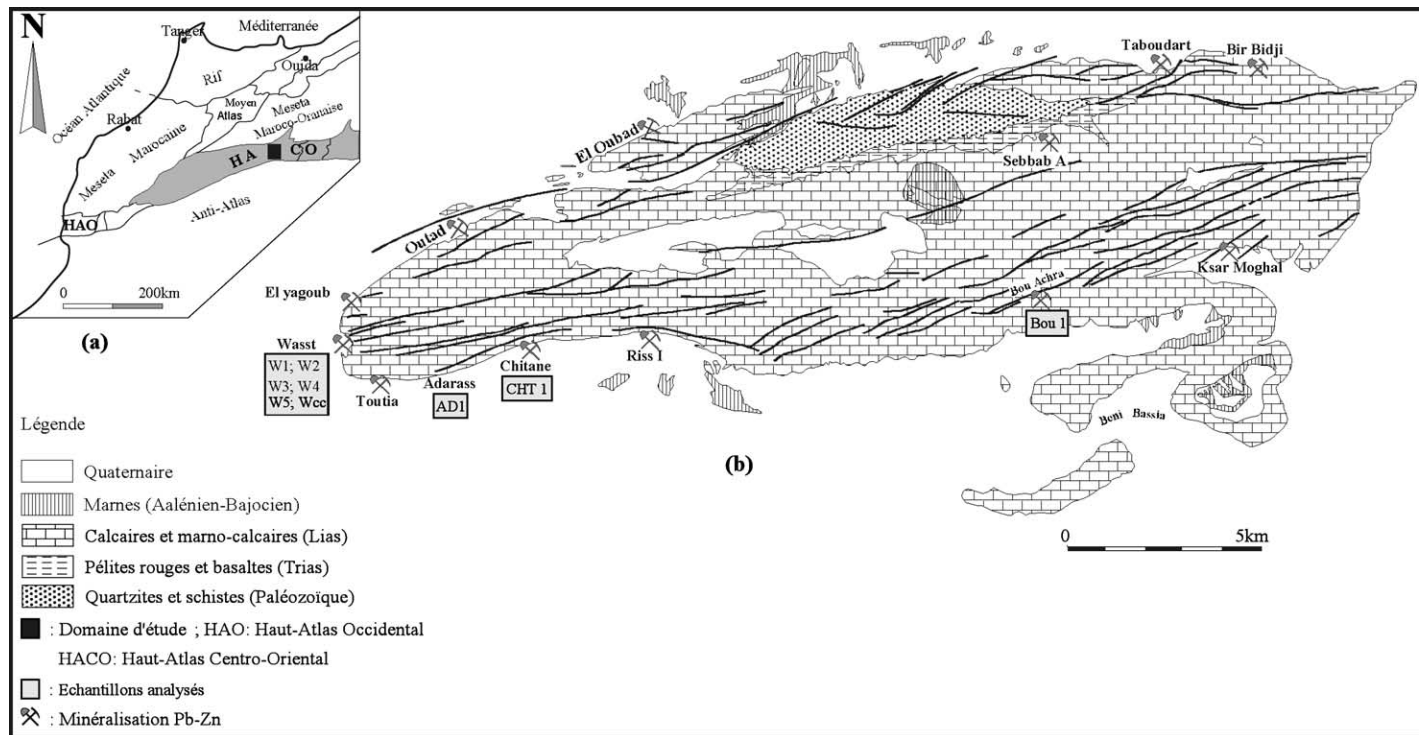 N
Méditerranée
Tanger
Océan Atlantique
Rif
Oujda
Moyen
Atlas
Meseta
Maroco-Oranaise
Rabat
Meseta Marocaine
HA CO
Anti-Atlas
HAO
0 200km
(a)
Taboudart
Bir Bidji
El Oubad
Sebbab A
Outad
Ksar Moghal
El yagoub
Bou Achra
Bou 1
Wasst
W1; W2
W3; W4
W5; Wcc
Toutia
Adarass
AD1
Chitane
CHT 1
Riss I
Beni Bassia
(b)
0 5km
Légende
Quaternaire
Marnes (Aalénien-Bajocien)
Calcaires et marno-calcaires (Lias)
Pélites rouges et basaltes (Trias)
Quartzites et schistes (Paléozoïque)
: Domaine d'étude ; HAO: Haut-Atlas Occidental
HACO: Haut-Atlas Centro-Oriental
: Echantillons analysés
: Minéralisation Pb-Zn